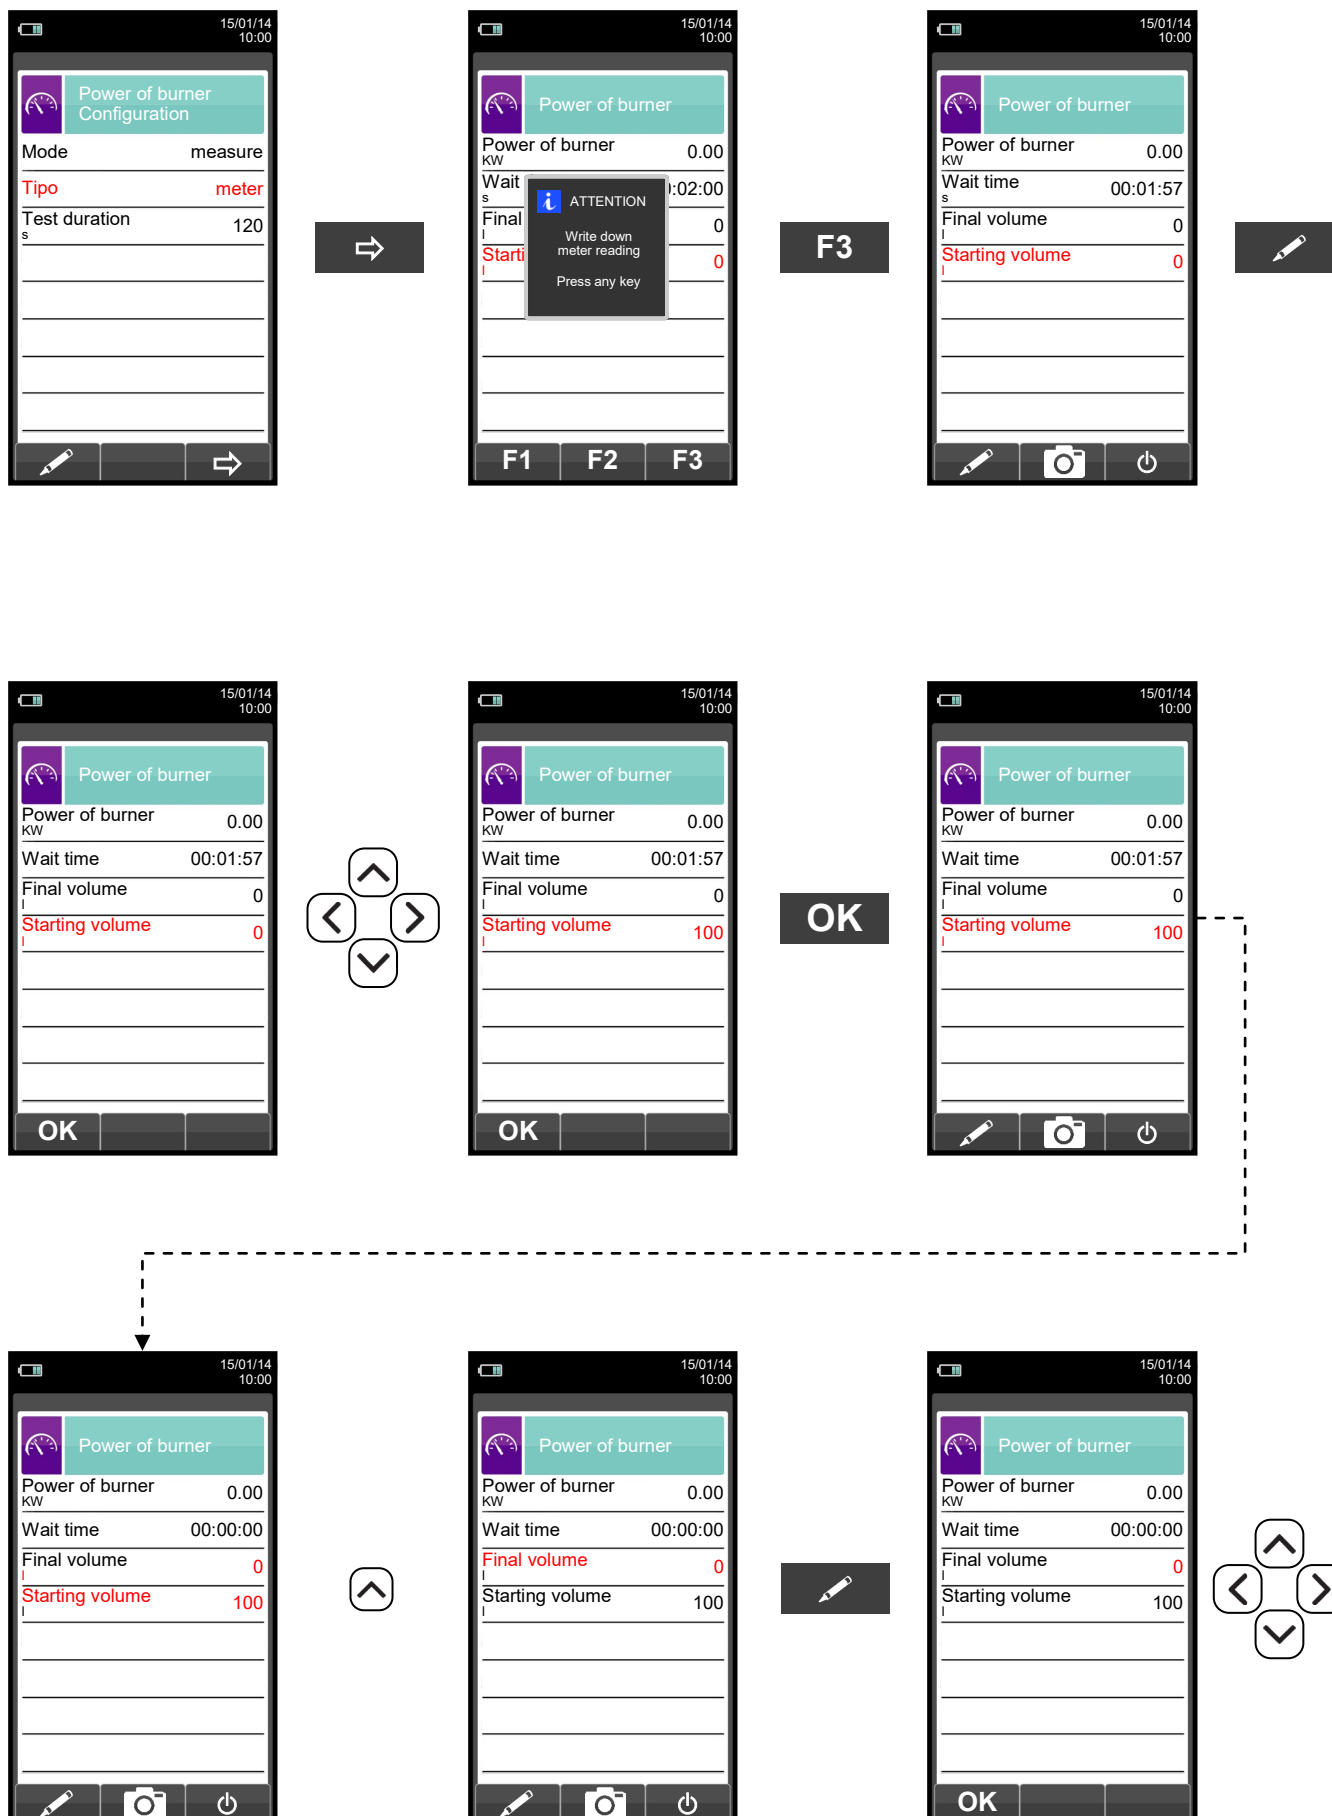 15/01/14
10:00
Power of burner
Configuration
Mode measure
Tipo meter
Test duration 120
s
15/01/14
10:00
Power of burner
Power of burner 0.00
KW
Wait :02:00
s
Final 0
Starti 0
i ATTENTION
Write down
meter reading
Press any key
F1 F2 F3
F3
15/01/14
10:00
Power of burner
Power of burner 0.00
KW
Wait time 00:01:57
s
Final volume 0
l
Starting volume 0
l
15/01/14
10:00
Power of burner
Power of burner 0.00
KW
Wait time 00:01:57
Final volume 0
l
Starting volume 0
l
OK
15/01/14
10:00
Power of burner
Power of burner 0.00
KW
Wait time 00:01:57
Final volume 0
l
Starting volume 100
l
OK
OK
15/01/14
10:00
Power of burner
Power of burner 0.00
KW
Wait time 00:01:57
Final volume 0
l
Starting volume 100
l
15/01/14
10:00
Power of burner
Power of burner 0.00
KW
Wait time 00:00:00
Final volume 0
l
Starting volume 100
l
15/01/14
10:00
Power of burner
Power of burner 0.00
KW
Wait time 00:00:00
Final volume 0
l
Starting volume 100
l
15/01/14
10:00
Power of burner
Power of burner 0.00
KW
Wait time 00:00:00
Final volume 0
l
Starting volume 100
l
OK